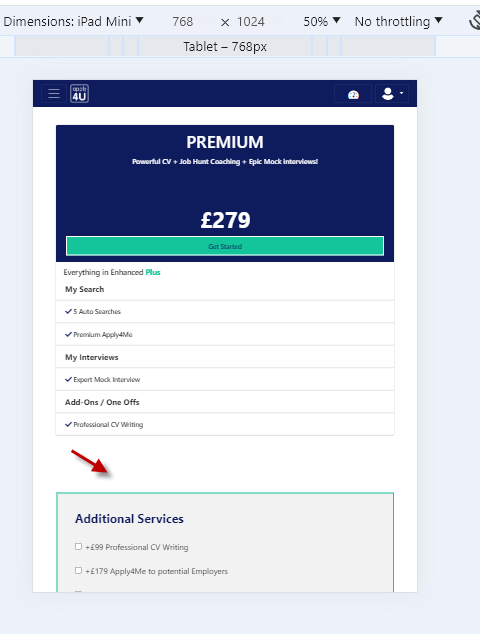 Dimensions: iPad Mini ▼ 768 x 1024 50% ▼ No throttling ▼
Tablet – 768px
apply
4U
PREMIUM
Powerful CV + Job Hunt Coaching + Epic Mock Interviews!
£279
Get Started
Everything in Enhanced Plus
My Search
5 Auto Searches
Premium Apply4Me
My Interviews
Expert Mock Interview
Add-Ons / One Offs
Professional CV Writing
Additional Services
+£99 Professional CV Writing
+£179 Apply4Me to potential Employers